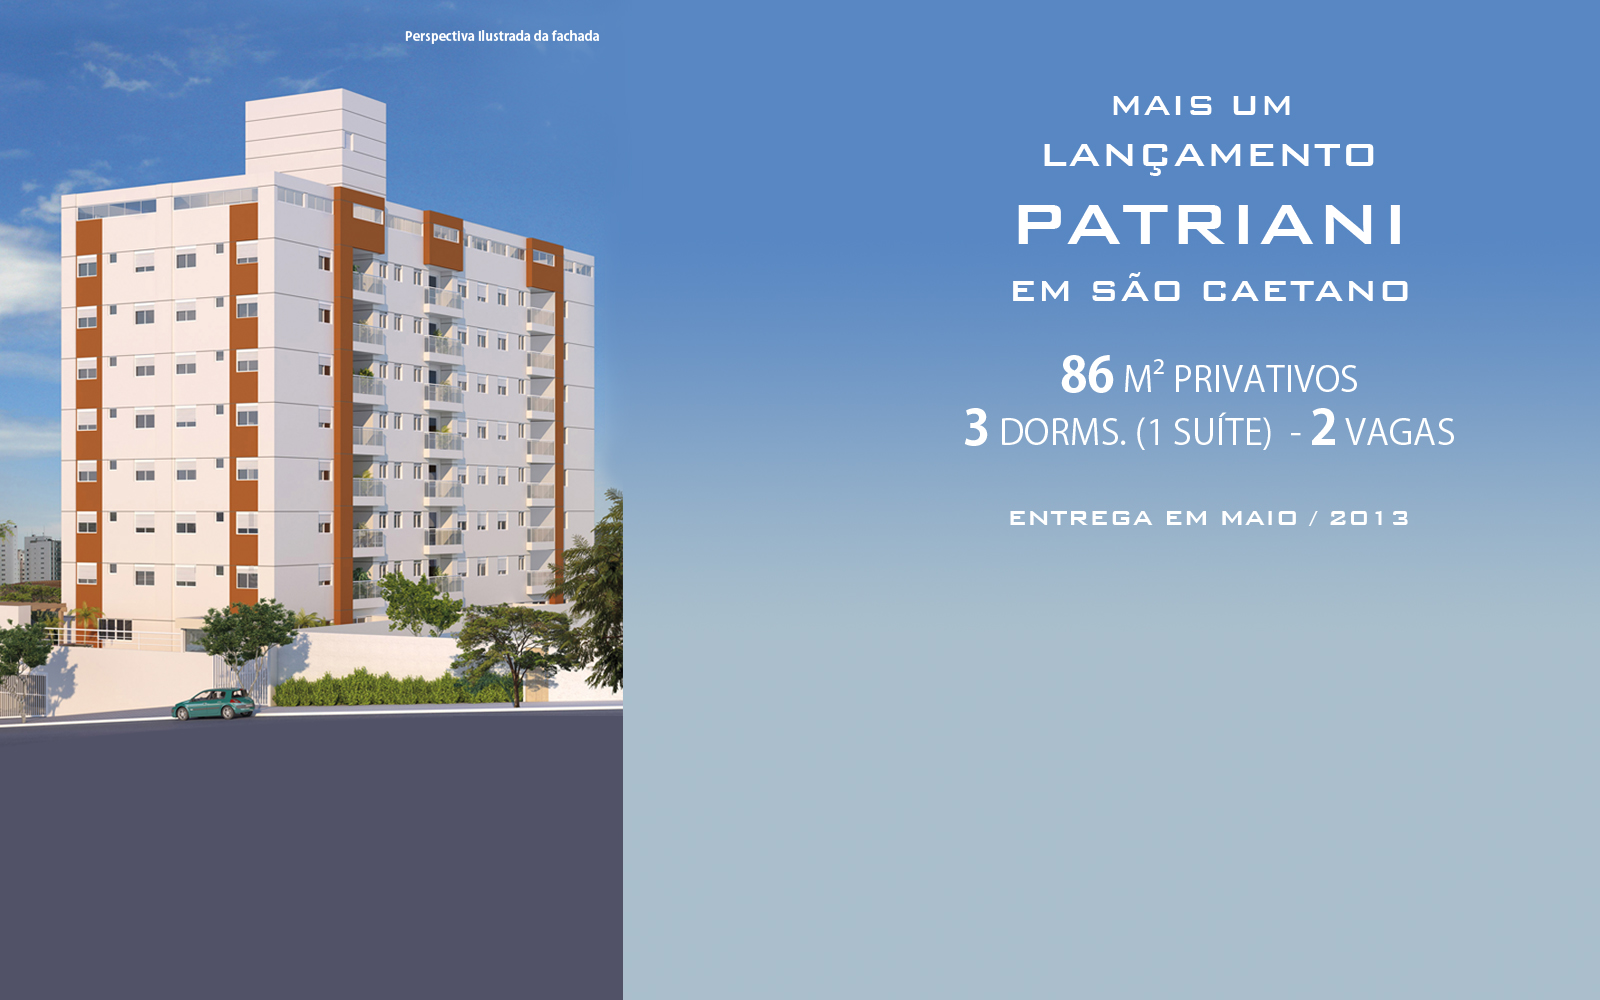 Perspectiva Ilustrada da fachada
MAIS UM
LANÇAMENTO
PATRIANI
EM SÃO CAETANO
86 M² PRIVATIVOS
3 DORMS. (1 SUÍTE) - 2 VAGAS
ENTREGA EM MAIO / 2013